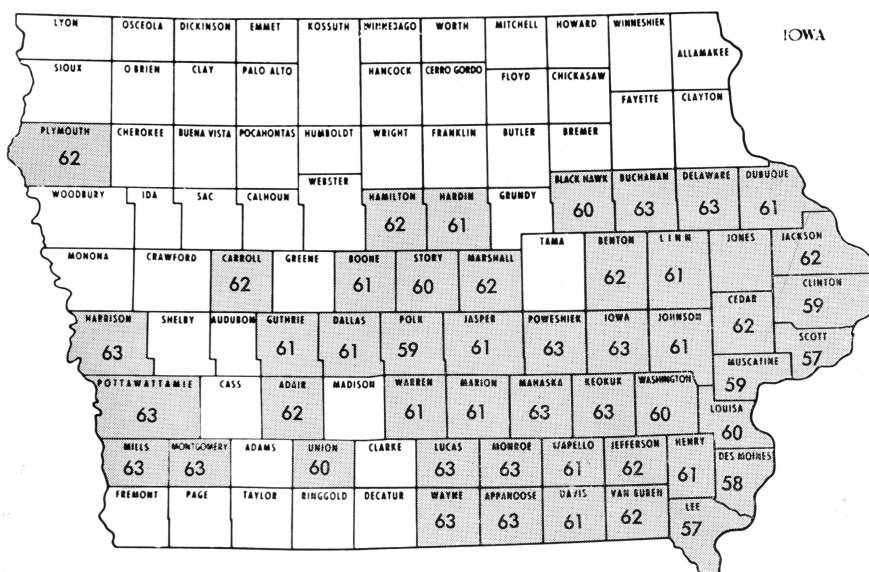 IOWA
LYON OSCEOLA DICKINSON EMMET KOSSUTH WINNEBAGO WORTH MITCHELL HOWARD WINNESHIEK ALLAMAKEE
SIOUX O BRIEN CLAY PALO ALTO HANCOCK CERRO GORDO FLOYD CHICKASAW
FAYETTE CLAYTON
PLYMOUTH CHEROKEE BUENA VISTA POCAHONTAS HUMBOLDT WRIGHT FRANKLIN BUTLER BREMER
62
WEBSTER BLACK HAWK BUCHANAN DELAWARE DUBUQUE
WOODBURY IDA SAC CALHOUN HAMILTON HARDIN GRUNDY
62 61 60 63 63 61
MONONA CRAWFORD CARROLL GREENE BOONE STORY MARSHALL TAMA BENTON LINN JONES JACKSON
62 61 60 62 62 61 62
CLINTON
59
CEDAR
62
HARRISON SHELBY AUDUBON GUTHRIE DALLAS POLK JASPER POWESHIEK IOWA JOHNSON SCOTT
63 61 61 59 61 63 63 61 57
MUSCATINE
59
POTTAWATTAMIE CASS ADAIR MADISON WARREN MARION MAHASKA KEOKUK WASHINGTON
63 62 61 61 63 63 60
LOUISA
60
MILLS MONTGOMERY ADAMS UNION CLARKE LUCAS MONROE WAPELLO JEFFERSON HENRY DES MOINES
63 63 60 63 63 61 62 61 58
FREMONT PAGE TAYLOR RINGGOLD DECATUR WAYNE APPANOOSE DAVIS VAN BUREN LEE
63 63 61 62 57